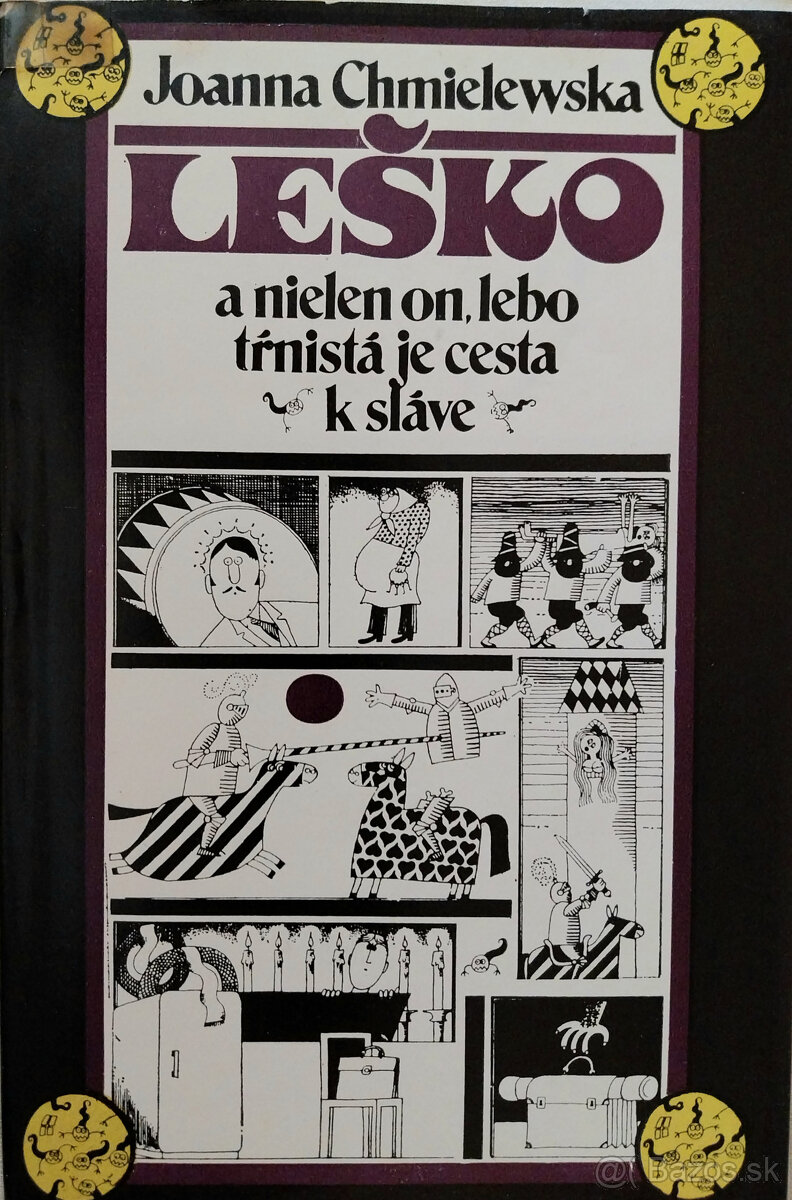 Joanna Chmielewska
LEŠKO
a nielen on, lebo
tŕnistá je cesta
k sláve
@ Bazos.sk